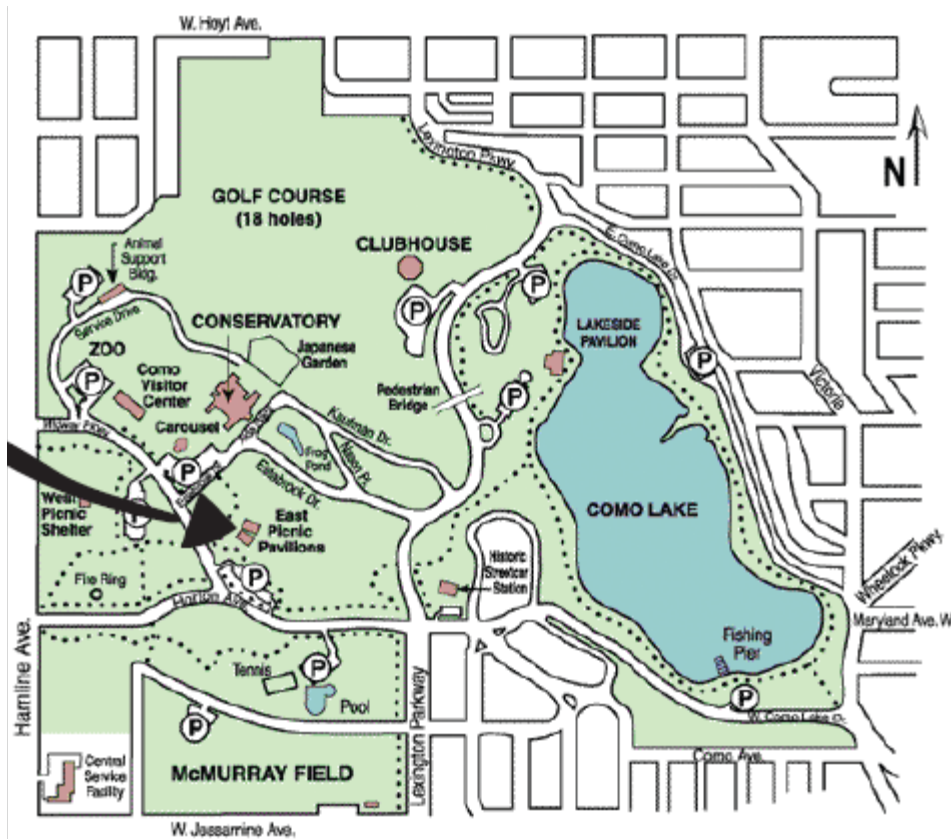 W. Hoyt Ave.
Lexington Pkwy.
N
GOLF COURSE
(18 holes)
CLUBHOUSE
E. Como Lake Dr.
Animal
Support
Bldg.
P
P
P
Service Drive
CONSERVATORY
Japanese
Garden
LAKESIDE
PAVILION
ZOO
P
P
Como
Visitor
Center
Pedestrian
Bridge
P
Victoria
Carousel
Kaufman Dr.
Frog
Pond
Nason Pl.
P
Estabrook Dr.
West
Picnic
Shelter
P
East
Picnic
Pavilions
COMO LAKE
Historic
Streetcar
Station
Wheelock Pkwy.
Fire Ring
P
Horton Ave.
Maryland Ave. W
Hamline Ave.
Fishing
Pier
Tennis
P
Pool
P
P
W. Como Lake Dr.
Lexington Parkway
Como Ave.
Central
Service
Facility
McMURRAY FIELD
W. Jessamine Ave.